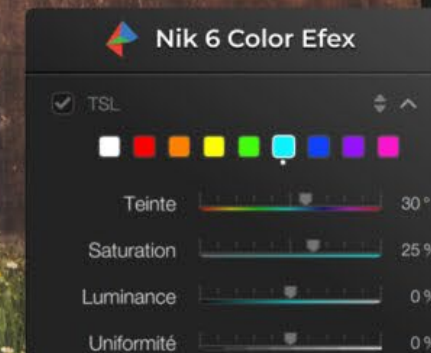 Nik 6 Color Efex
TSL
Teinte 30°
Saturation 25%
Luminance 0%
Uniformité 0%